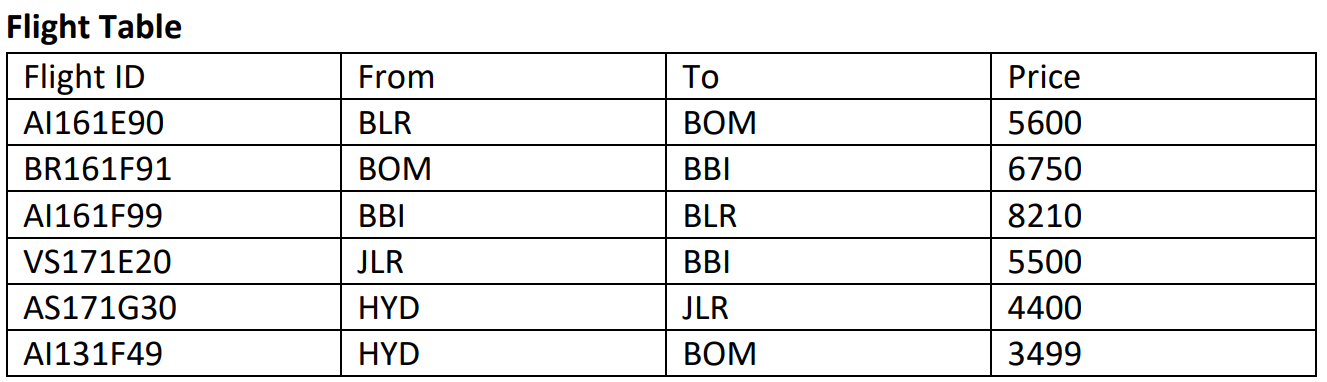 Flight Table
Flight ID From To Price
AI161E90 BLR BOM 5600
BR161F91 BOM BBI 6750
AI161F99 BBI BLR 8210
VS171E20 JLR BBI 5500
AS171G30 HYD JLR 4400
AI131F49 HYD BOM 3499